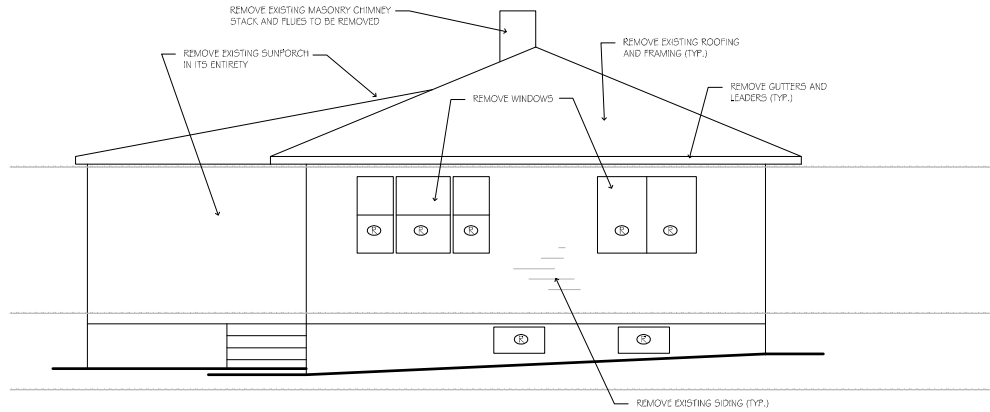 REMOVE EXISTING MASONRY CHIMNEY
STACK AND FLUES TO BE REMOVED
REMOVE EXISTING SUNPORCH
IN ITS ENTIRETY
REMOVE EXISTING ROOFING
AND FRAMING (TYP.)
REMOVE GUTTERS AND
LEADERS (TYP.)
REMOVE WINDOWS
R
R
R
R
R
R
R
REMOVE EXISTING SIDING (TYP.)